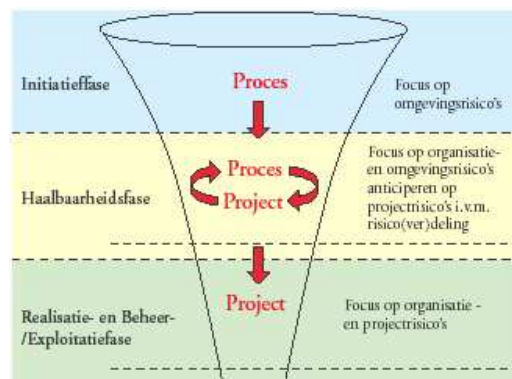 Initiatieffase
Proces
Focus op
omgevingsrisico's
Haalbaarheidsfase
Proces
Project
Focus op organisatie-
en omgevingsrisico's
anticiperen op
projectrisico's i.v.m.
risico(ver)deling
Realisatie- en Beheer-
/Exploitatiefase
Project
Focus op organisatie -
en projectrisico's